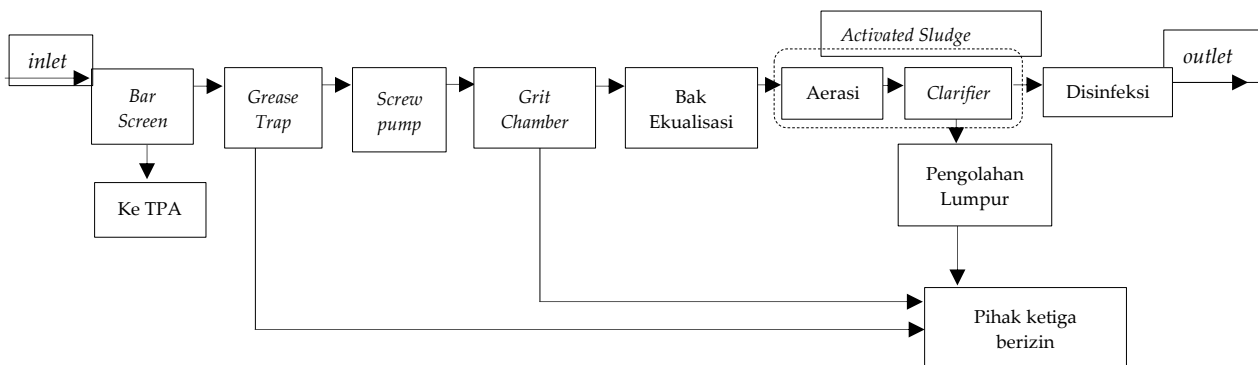 Activated Sludge
inlet
outlet
Bar
Screen
Grease
Trap
Screw
pump
Grit
Chamber
Bak
Ekualisasi
Aerasi
Clarifier
Disinfeksi
Ke TPA
Pengolahan
Lumpur
Pihak ketiga
berizin